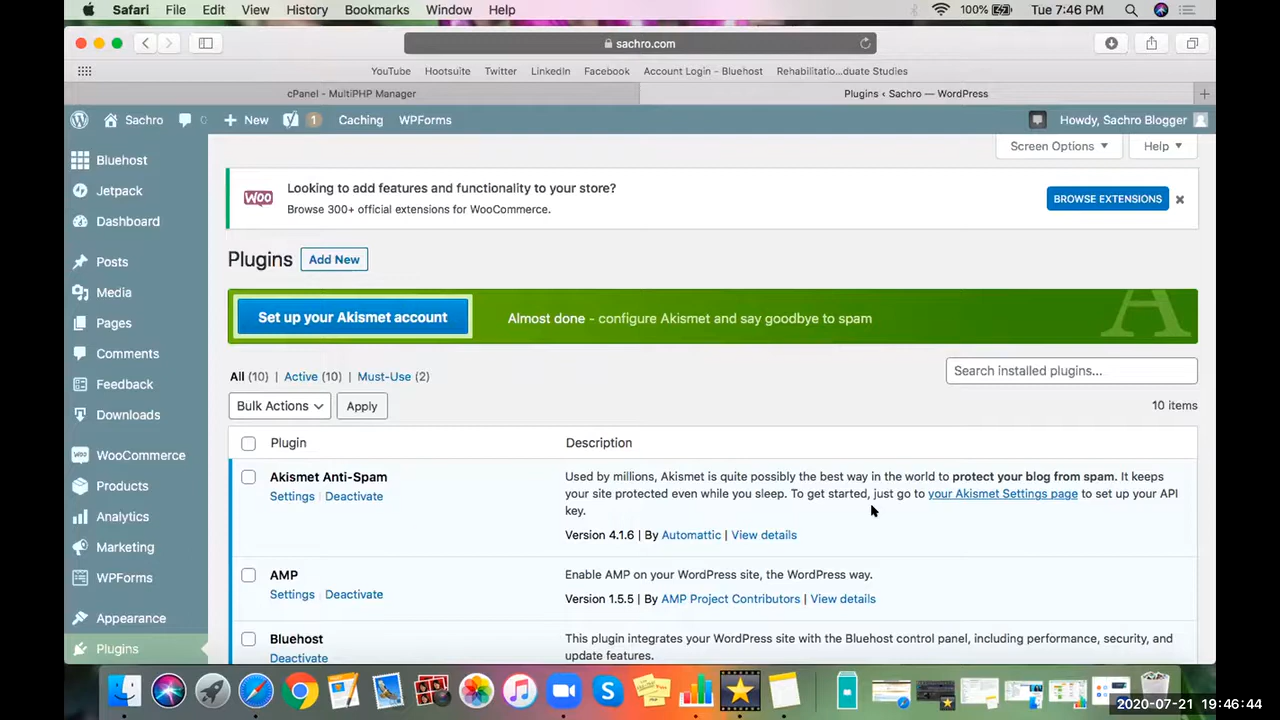 Safari File Edit View History Bookmarks Window Help 100% Tue 7:46 PM
sachro.com
YouTube Hootsuite Twitter LinkedIn Facebook Account Login – Bluehost Rehabilitatio...duate Studies
cPanel - MultiPHP Manager Plugins ‹ Sachro — WordPress
Sachro New 1 Caching WPForms Howdy, Sachro Blogger
Screen Options Help
Bluehost
Jetpack
Dashboard
Posts
Media
Pages
Comments
Feedback
Downloads
WooCommerce
Products
Analytics
Marketing
WPForms
Appearance
Plugins
WOO
Looking to add features and functionality to your store?
Browse 300+ official extensions for WooCommerce.
BROWSE EXTENSIONS
Plugins Add New
Set up your Akismet account Almost done - configure Akismet and say goodbye to spam A
All (10) | Active (10) | Must-Use (2)
Search installed plugins...
Bulk Actions Apply 10 items
Plugin Description
Akismet Anti-Spam
Settings | Deactivate
Used by millions, Akismet is quite possibly the best way in the world to protect your blog from spam. It keeps
your site protected even while you sleep. To get started, just go to your Akismet Settings page to set up your API
key.
Version 4.1.6 | By Automattic | View details
AMP
Settings | Deactivate
Enable AMP on your WordPress site, the WordPress way.
Version 1.5.5 | By AMP Project Contributors | View details
Bluehost
Deactivate
This plugin integrates your WordPress site with the Bluehost control panel, including performance, security, and
update features.
2020-07-21 19:46:44